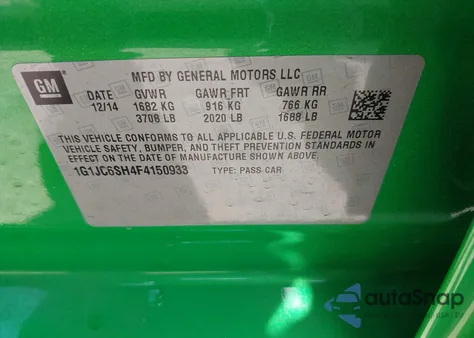 GM
MFD BY GENERAL MOTORS LLC
DATE GVWR GAWR FRT GAWR RR
12/14 1682 KG 916 KG 766 KG
3708 LB 2020 LB 1688 LB
THIS VEHICLE CONFORMS TO ALL APPLICABLE U.S. FEDERAL MOTOR
VEHICLE SAFETY, BUMPER, AND THEFT PREVENTION STANDARDS IN
EFFECT ON THE DATE OF MANUFACTURE SHOWN ABOVE.
1G1JC6SH4F4150933 TYPE: PASS CAR
autoSnap